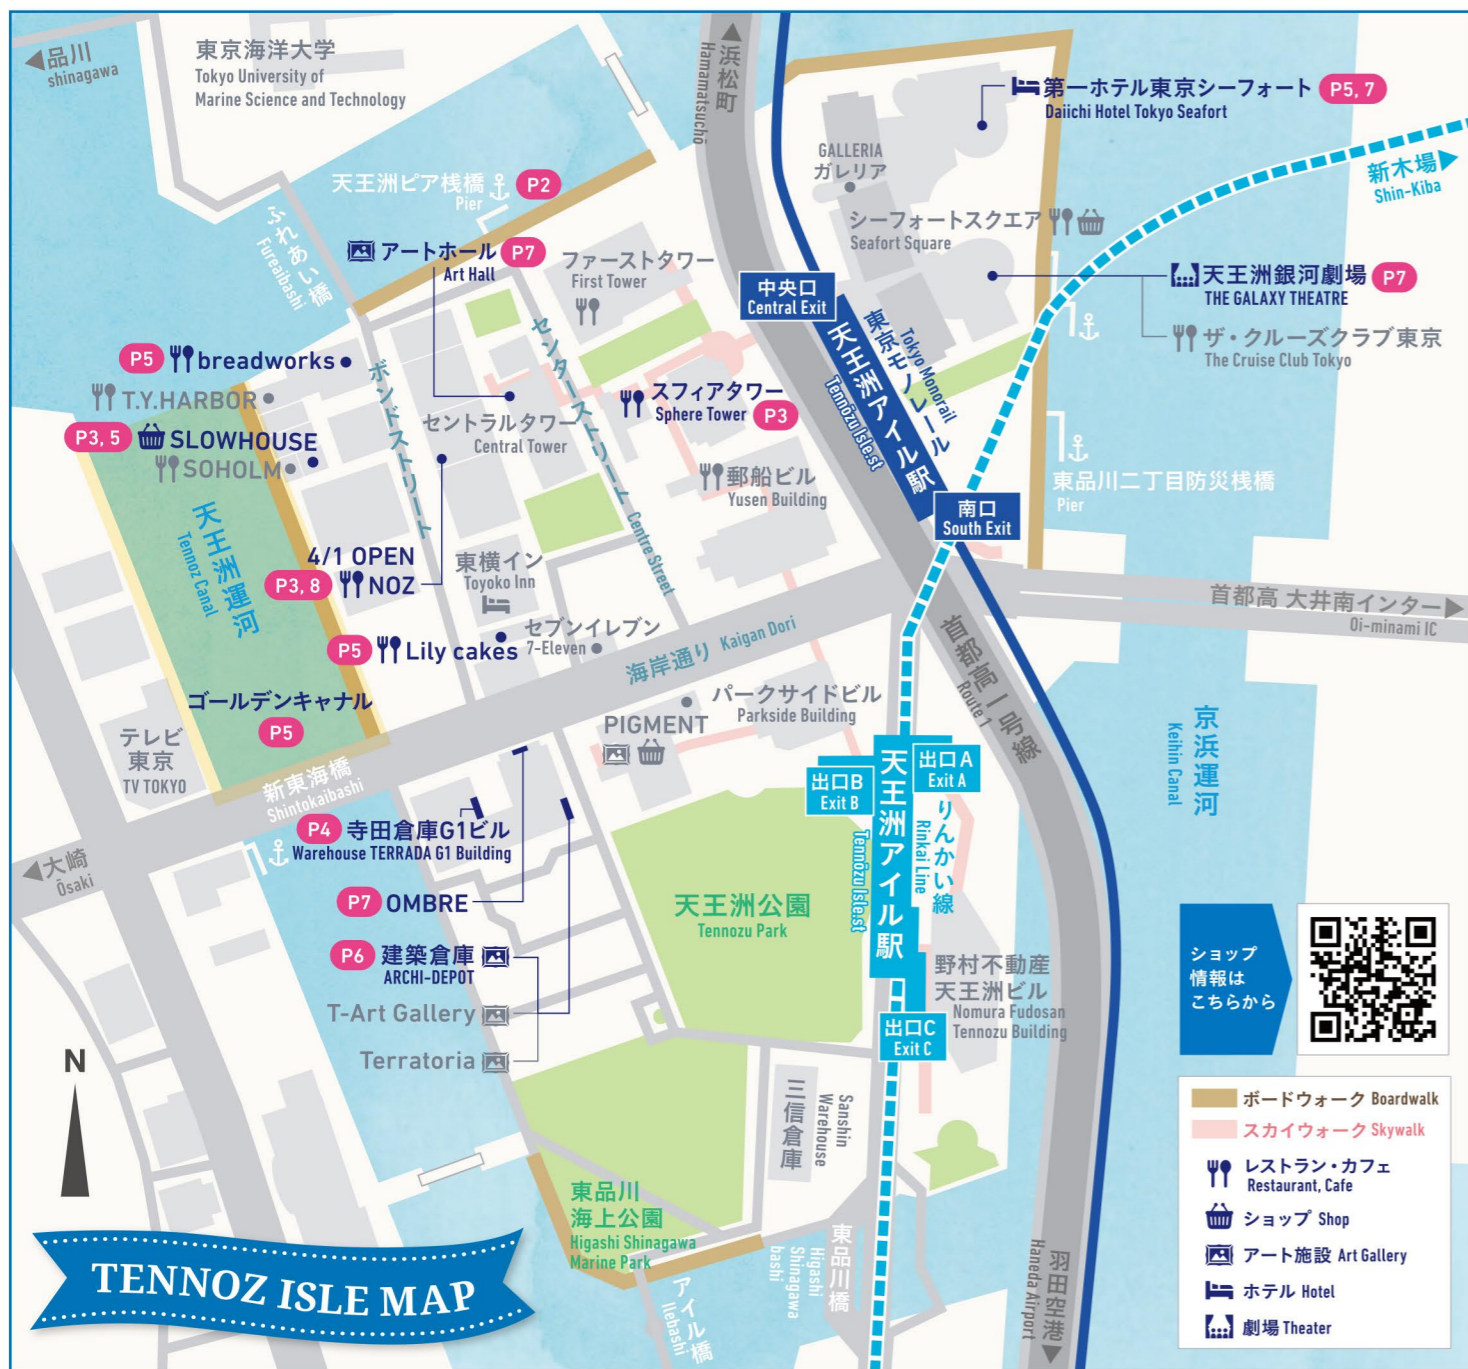 ◀品川
shinagawa
東京海洋大学
Tokyo University of
Marine Science and Technology
▲浜松町
Hamamatsuchō
第一ホテル東京シーフォート P5, 7
Daiichi Hotel Tokyo Seafort
GALLERIA
ガレリア
新木場▶
Shin-Kiba
天王洲ピア桟橋 P2
Pier
ふれあい橋
Fureaibashi
シーフォートスクエア
Seafort Square
アートホール P7
Art Hall
ファーストタワー
First Tower
中央口
Central Exit
天王洲銀河劇場 P7
THE GALAXY THEATRE
ザ・クルーズクラブ東京
The Cruise Club Tokyo
東京モノレール
Tokyo Monorail
天王洲アイル駅
Tennōzu Isle.st
P5 breadworks
T.Y.HARBOR
P3, 5 SLOWHOUSE
SOHOLM
ボンドストリート
センターストリート Centre Street
スフィアタワー
Sphere Tower P3
セントラルタワー
Central Tower
郵船ビル
Yusen Building
東品川二丁目防災桟橋
Pier
南口
South Exit
天王洲運河
Tennoz Canal
4/1 OPEN
P3, 8 NOZ
東横イン
Toyoko Inn
P5 Lily cakes
セブンイレブン
7-Eleven
海岸通り Kaigan Dori
首都高 大井南インター▶
Oi-minami IC
首都高一号線
Route 1
ゴールデンキャナル
P5
テレビ
東京
TV TOKYO
新東海橋
Shintokaibashi
パークサイドビル
Parkside Building
PIGMENT
京浜運河
Keihin Canal
出口A
Exit A
出口B
Exit B
天王洲アイル駅
Tennōzu Isle.st
りんかい線
Rinkai Line
P4 寺田倉庫G1ビル
Warehouse TERRADA G1 Building
◀大崎
Ōsaki
P7 OMBRE
天王洲公園
Tennozu Park
P6 建築倉庫
ARCHI-DEPOT
T-Art Gallery
Terratoria
野村不動産
天王洲ビル
Nomura Fudosan
Tennozu Building
出口C
Exit C
ショップ
情報は
こちらから
N
三信倉庫
Sanshin
Warehouse
東品川
海上公園
Higashi Shinagawa
Marine Park
アイル橋
Ilebashi
東品川橋
Higashi
Shinagawa
bashi
羽田空港▼
Haneda Airport
TENNOZ ISLE MAP
ボードウォーク Boardwalk
スカイウォーク Skywalk
レストラン・カフェ
Restaurant, Cafe
ショップ Shop
アート施設 Art Gallery
ホテル Hotel
劇場 Theater